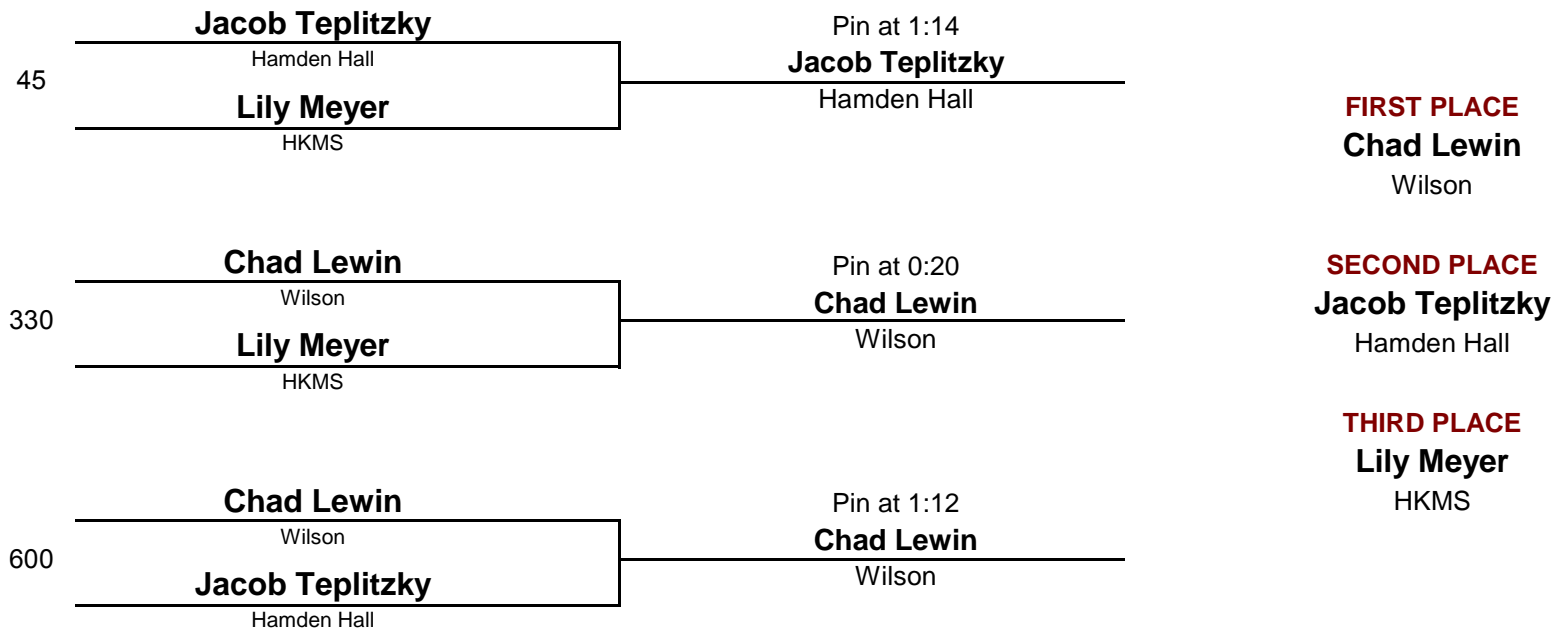 Jacob Teplitzky
Hamden Hall
45
Lily Meyer
HKMS
Pin at 1:14
Jacob Teplitzky
Hamden Hall
Chad Lewin
Wilson
330
Lily Meyer
HKMS
Pin at 0:20
Chad Lewin
Wilson
Chad Lewin
Wilson
600
Jacob Teplitzky
Hamden Hall
Pin at 1:12
Chad Lewin
Wilson
FIRST PLACE
Chad Lewin
Wilson
SECOND PLACE
Jacob Teplitzky
Hamden Hall
THIRD PLACE
Lily Meyer
HKMS